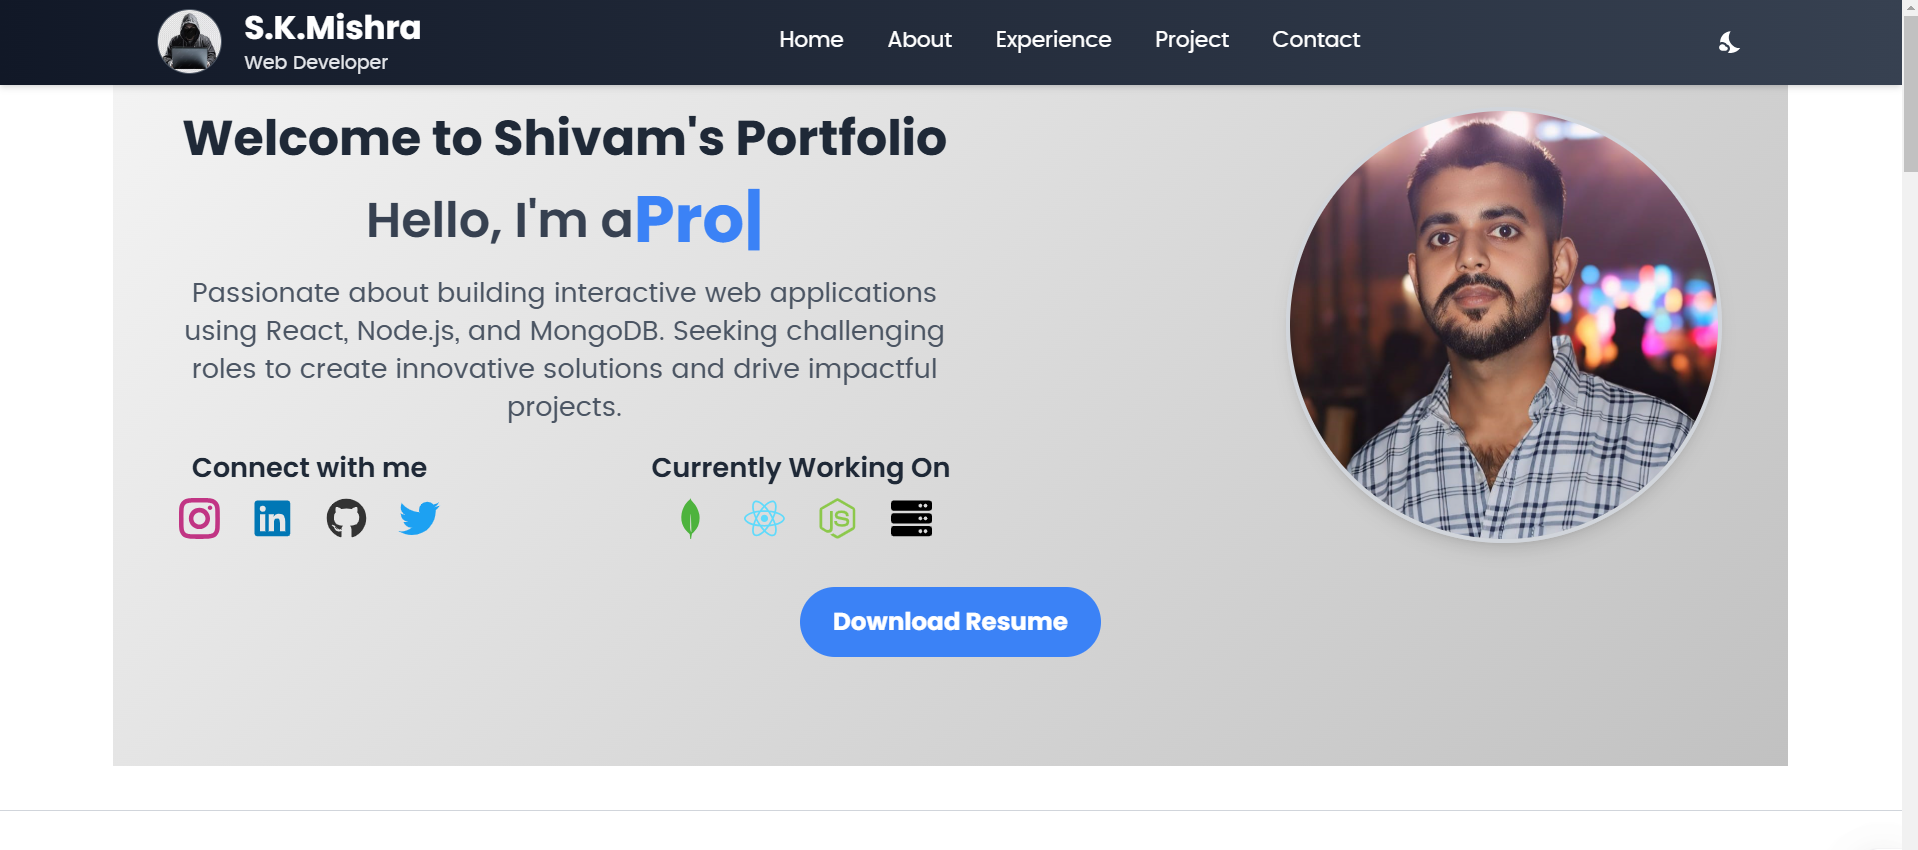 S.K.Mishra
Web Developer
Home About Experience Project Contact
Welcome to Shivam's Portfolio
Hello, I'm aPro|
Passionate about building interactive web applications
using React, Node.js, and MongoDB. Seeking challenging
roles to create innovative solutions and drive impactful
projects.
Connect with me
in
Currently Working On
JS
Download Resume